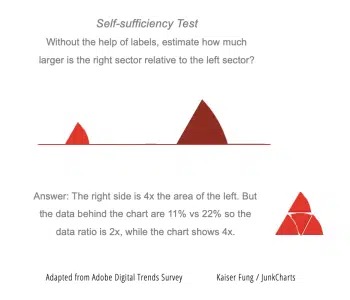 Self-sufficiency Test
Without the help of labels, estimate how much
larger is the right sector relative to the left sector?
Answer: The right side is 4x the area of the left. But
the data behind the chart are 11% vs 22% so the
data ratio is 2x, while the chart shows 4x.
Adapted from Adobe Digital Trends Survey
Kaiser Fung / JunkCharts